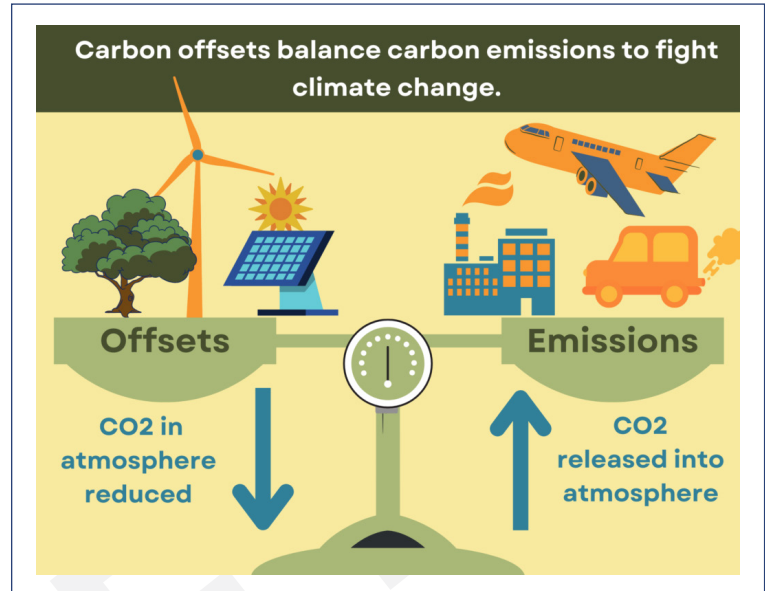 Carbon offsets balance carbon emissions to fight
climate change.
Offsets
Emissions
CO2 in
atmosphere
reduced
CO2
released into
atmosphere